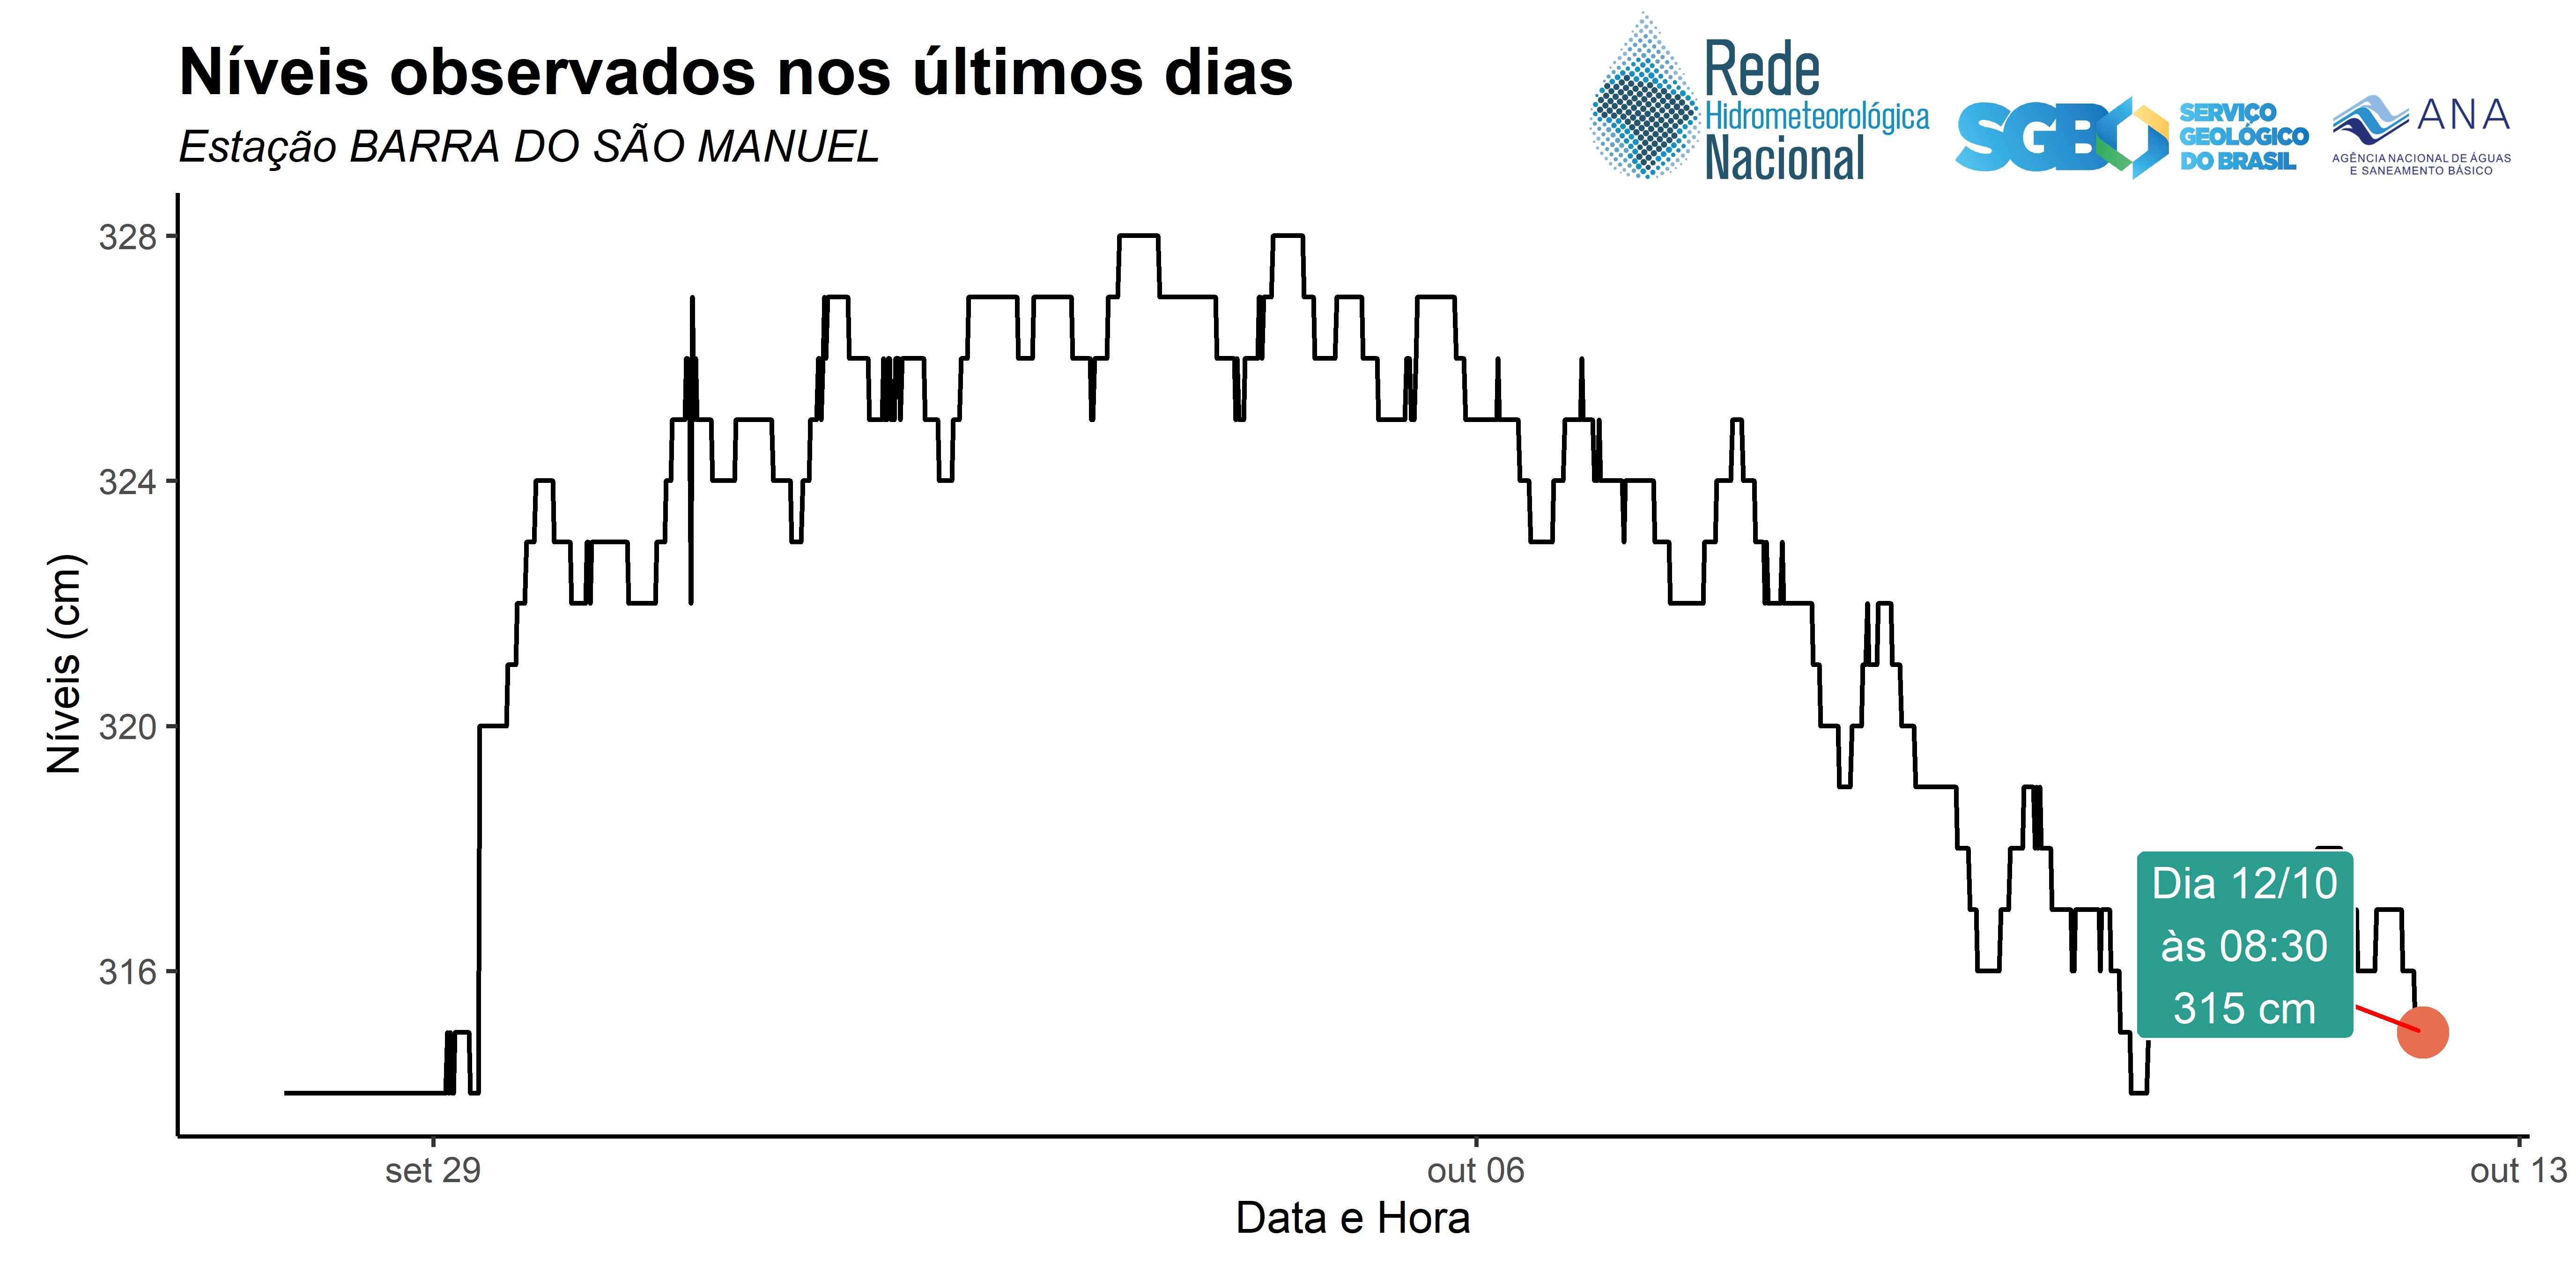 Níveis observados nos últimos dias
Estação BARRA DO SÃO MANUEL
Rede
Hidrometeorológica
Nacional
SGB
SERVIÇO
GEOLÓGICO
DO BRASIL
ANA
AGÊNCIA NACIONAL DE ÁGUAS
E SANEAMENTO BÁSICO
328
324
320
316
Níveis (cm)
Dia 12/10
às 08:30
315 cm
set 29
out 06
out 13
Data e Hora